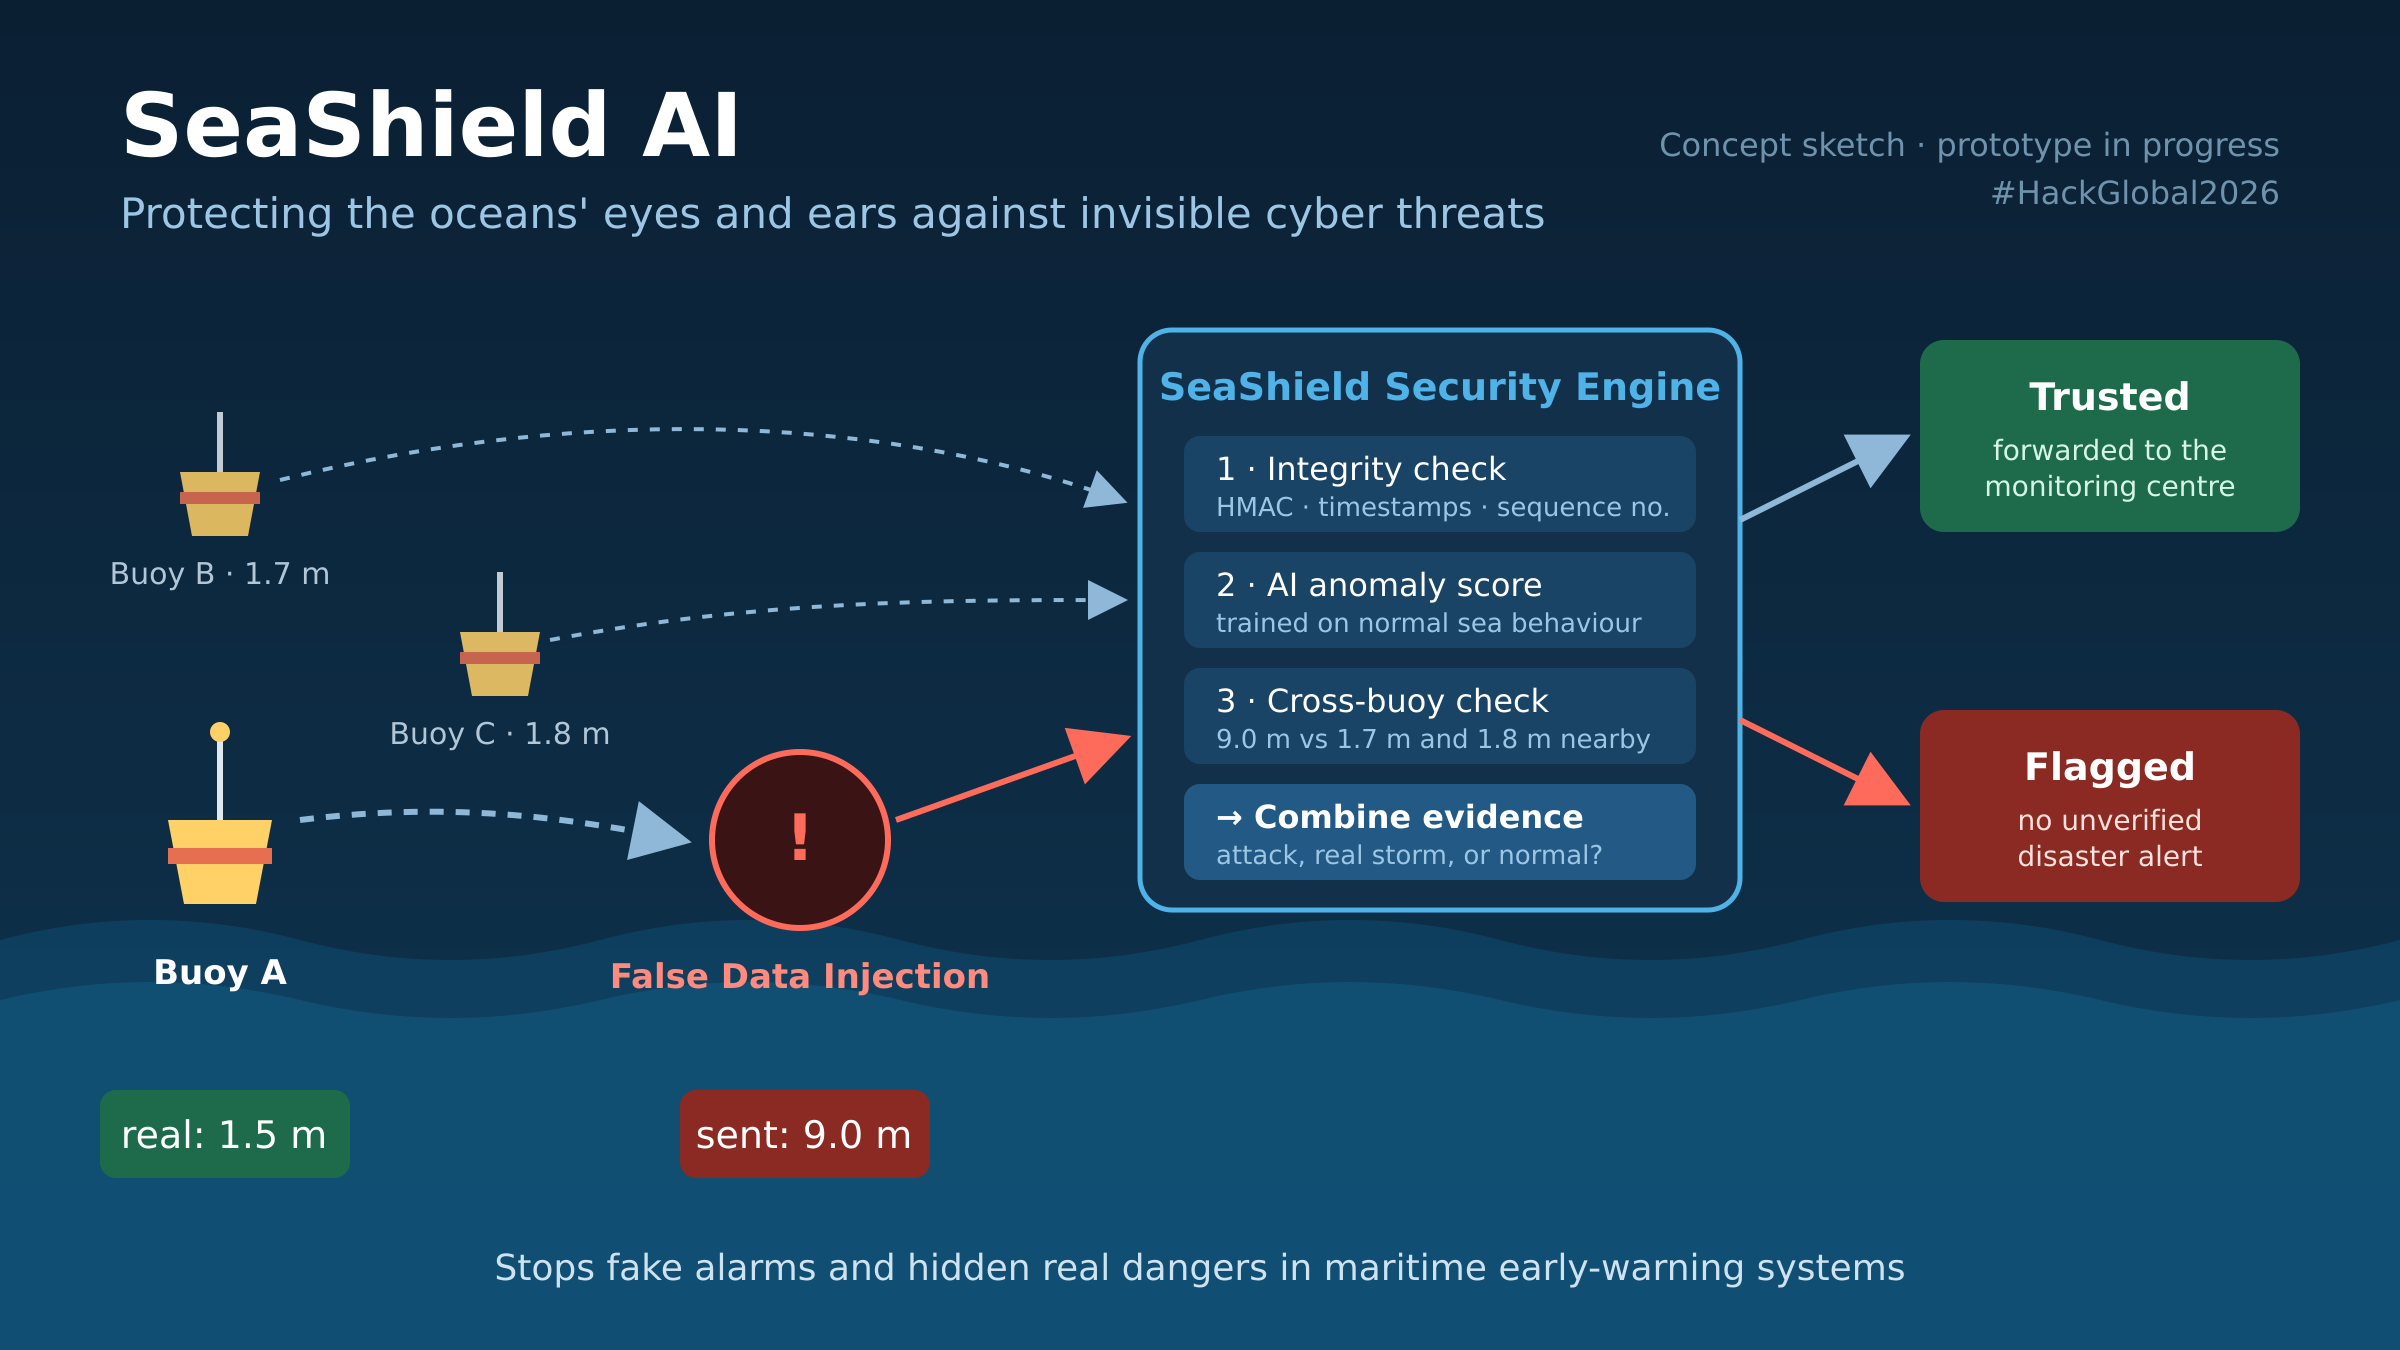 SeaShield AI
Protecting the oceans' eyes and ears against invisible cyber threats
Concept sketch · prototype in progress
#HackGlobal2026
Buoy B · 1.7 m
Buoy C · 1.8 m
Buoy A
!
False Data Injection
real: 1.5 m
sent: 9.0 m
SeaShield Security Engine
1 · Integrity check
HMAC · timestamps · sequence no.
2 · AI anomaly score
trained on normal sea behaviour
3 · Cross-buoy check
9.0 m vs 1.7 m and 1.8 m nearby
→ Combine evidence
attack, real storm, or normal?
Trusted
forwarded to the
monitoring centre
Flagged
no unverified
disaster alert
Stops fake alarms and hidden real dangers in maritime early-warning systems